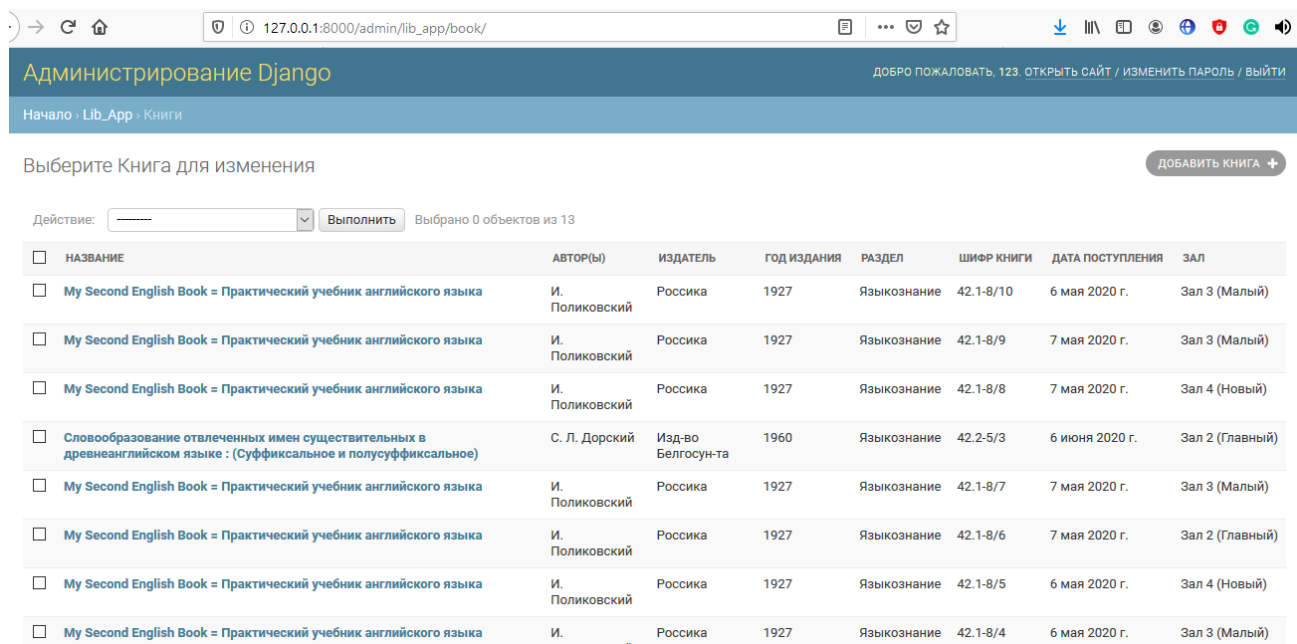 127.0.0.1:8000/admin/lib_app/book/
Администрирование Django
ДОБРО ПОЖАЛОВАТЬ, 123. ОТКРЫТЬ САЙТ / ИЗМЕНИТЬ ПАРОЛЬ / ВЫЙТИ
Начало › Lib_App › Книги
Выберите Книга для изменения
ДОБАВИТЬ КНИГА +
Действие: --------- Выполнить Выбрано 0 объектов из 13
НАЗВАНИЕ АВТОР(Ы) ИЗДАТЕЛЬ ГОД ИЗДАНИЯ РАЗДЕЛ ШИФР КНИГИ ДАТА ПОСТУПЛЕНИЯ ЗАЛ
My Second English Book = Практический учебник английского языка И. Россика 1927 Языкознание 42.1-8/10 6 мая 2020 г. Зал 3 (Малый)
Поликовский
My Second English Book = Практический учебник английского языка И. Россика 1927 Языкознание 42.1-8/9 7 мая 2020 г. Зал 3 (Малый)
Поликовский
My Second English Book = Практический учебник английского языка И. Россика 1927 Языкознание 42.1-8/8 7 мая 2020 г. Зал 4 (Новый)
Поликовский
Словообразование отвлеченных имен существительных в С. Л. Дорский Изд-во 1960 Языкознание 42.2-5/3 6 июня 2020 г. Зал 2 (Главный)
древнеанглийском языке : (Суффиксальное и полусуффиксальное) Белгосун-та
My Second English Book = Практический учебник английского языка И. Россика 1927 Языкознание 42.1-8/7 7 мая 2020 г. Зал 3 (Малый)
Поликовский
My Second English Book = Практический учебник английского языка И. Россика 1927 Языкознание 42.1-8/6 7 мая 2020 г. Зал 2 (Главный)
Поликовский
My Second English Book = Практический учебник английского языка И. Россика 1927 Языкознание 42.1-8/5 6 мая 2020 г. Зал 4 (Новый)
Поликовский
My Second English Book = Практический учебник английского языка И. Россика 1927 Языкознание 42.1-8/4 6 мая 2020 г. Зал 3 (Малый)